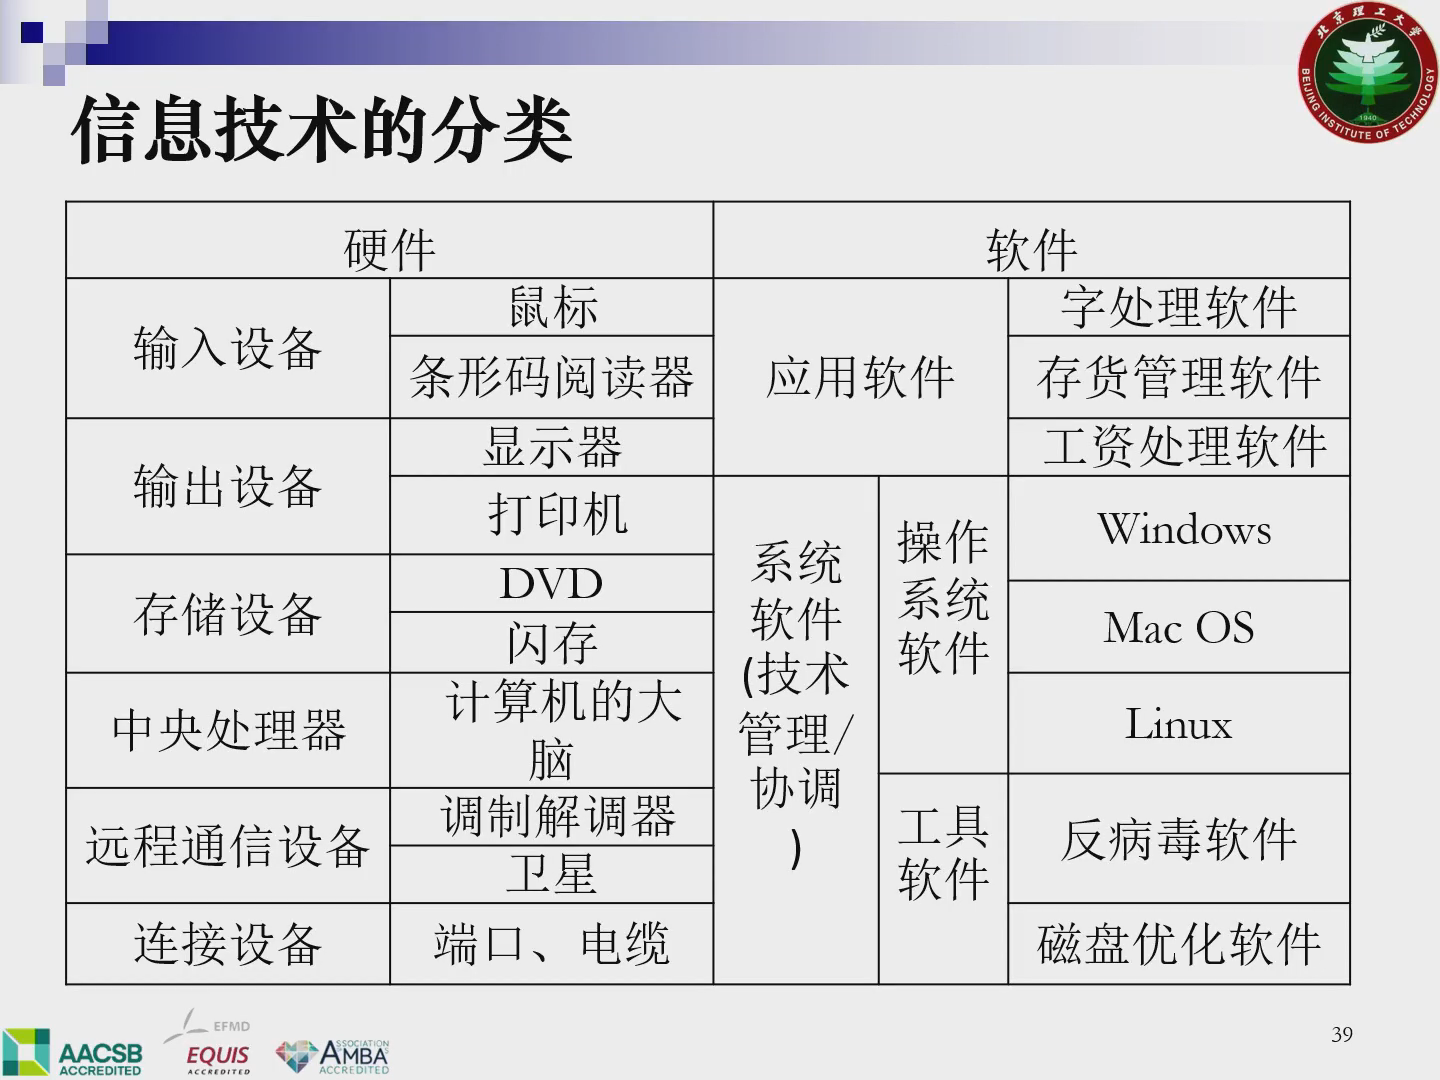 北京理工大学
BEIJING INSTITUTE OF TECHNOLOGY
1940
信息技术的分类
硬件
软件
输入设备
鼠标
条形码阅读器
应用软件
字处理软件
存货管理软件
工资处理软件
输出设备
显示器
打印机
存储设备
DVD
闪存
中央处理器
计算机的大
脑
远程通信设备
调制解调器
卫星
连接设备
端口、电缆
系统
软件
(技术
管理/
协调
)
操作
系统
软件
Windows
Mac OS
Linux
工具
软件
反病毒软件
磁盘优化软件
AACSB
ACCREDITED
EFMD
EQUIS
ACCREDITED
ASSOCIATION
AMBA
ACCREDITED
39